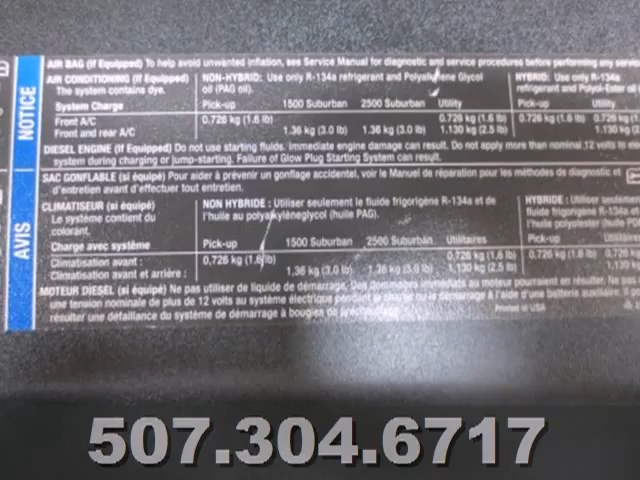 NOTICE
AIR BAG (If Equipped) To help avoid unwanted inflation, see Service Manual for diagnostic and service procedures before performing any service
AIR CONDITIONING (If Equipped) NON-HYBRID: Use only R-134a refrigerant and Polyalkylene Glycol HYBRID: Use only R-134a
The system contains dye. oil (PAG oil). refrigerant and Polyol-Ester oil
System Charge Pick-up 1500 Suburban 2500 Suburban Utility Pick-up Utility
Front A/C 0.726 kg (1.6 lb) 0.726 kg (1.6 lb) 0.726 kg (1.6 lb) 0.726 kg
Front and rear A/C 1.36 kg (3.0 lb) 1.36 kg (3.0 lb) 1.130 kg (2.5 lb) 1.130 kg
DIESEL ENGINE (If Equipped) Do not use starting fluids. Immediate engine damage can result. Do not apply more than nominal 12 volts to
system during charging or jump-starting. Failure of Glow Plug Starting System can result.
AVIS
SAC GONFLABLE (si équipé) Pour aider à prévenir un gonflage accidentel, voir le Manuel de réparation pour les méthodes de diagnostic et
d'entretien avant d'effectuer tout entretien.
CLIMATISEUR (si équipé) NON HYBRIDE : Utiliser seulement le fluide frigorigène R-134a et de HYBRIDE : Utiliser seulement
Le système contient du l'huile au polyalkylèneglycol (huile PAG). fluide frigorigène R-134a et
colorant. l'huile polyolester (huile
Charge avec système Pick-up 1500 Suburban 2500 Suburban Utilitaires Pick-up Utilitaires
Climatisation avant : 0,726 kg (1.6 lb) 0,726 kg (1.6 lb) 0,726 kg (1.6 lb) 0,726 kg
Climatisation avant et arrière : 1,36 kg (3.0 lb) 1,36 kg (3.0 lb) 1,130 kg (2.5 lb) 1,130 kg
MOTEUR DIESEL (si équipé) Ne pas utiliser de liquide de démarrage. Des dommages immédiats au moteur pourraient en résulter. Ne pas
une tension nominale de plus de 12 volts au système électrique pendant la charge ou le démarrage à l'aide d'une batterie auxiliaire.
résulter une défaillance du système de démarrage à bougies de préchauffage.
Printed in USA
507.304.6717